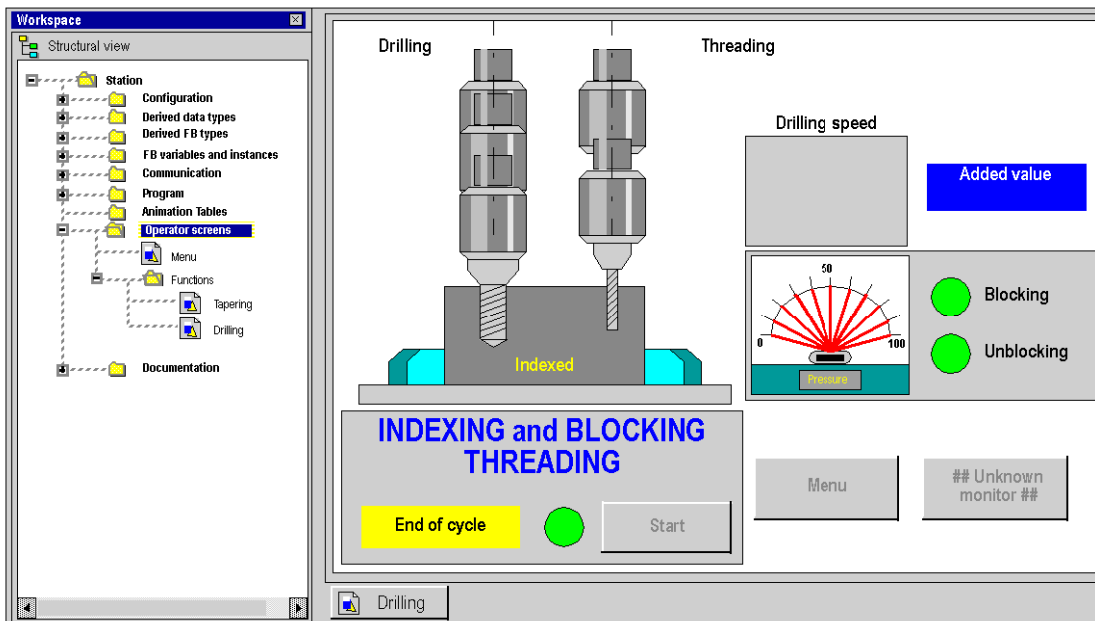 Workspace
Structural view
Station
Configuration
Derived data types
Derived FB types
FB variables and instances
Communication
Program
Animation Tables
Operator screens
Menu
Functions
Tapering
Drilling
Documentation
Drilling
Threading
Indexed
INDEXING and BLOCKING
THREADING
End of cycle
Start
Drilling speed
Added value
50
0
100
Pressure
Blocking
Unblocking
Menu
## Unknown
monitor ##
Drilling